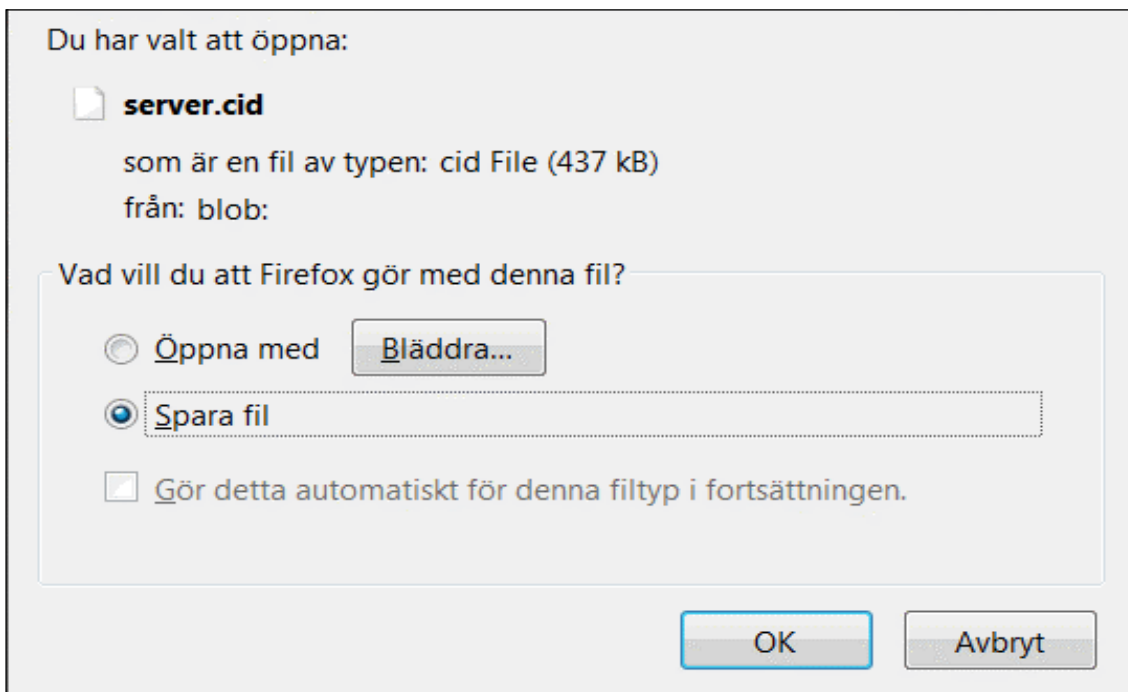 Du har valt att öppna:
server.cid
som är en fil av typen: cid File (437 kB)
från: blob:
Vad vill du att Firefox gör med denna fil?
Öppna med Bläddra...
Spara fil
Gör detta automatiskt för denna filtyp i fortsättningen.
OK Avbryt